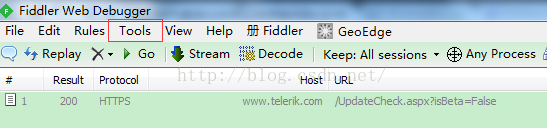 Fiddler Web Debugger
File Edit Rules Tools View Help 册 Fiddler GeoEdge
Replay Go Stream Decode Keep: All sessions Any Process
# Result Protocol Host URL
1 200 HTTPS www.telerik.com /UpdateCheck.aspx?isBeta=False
http://blog.csdn.net/